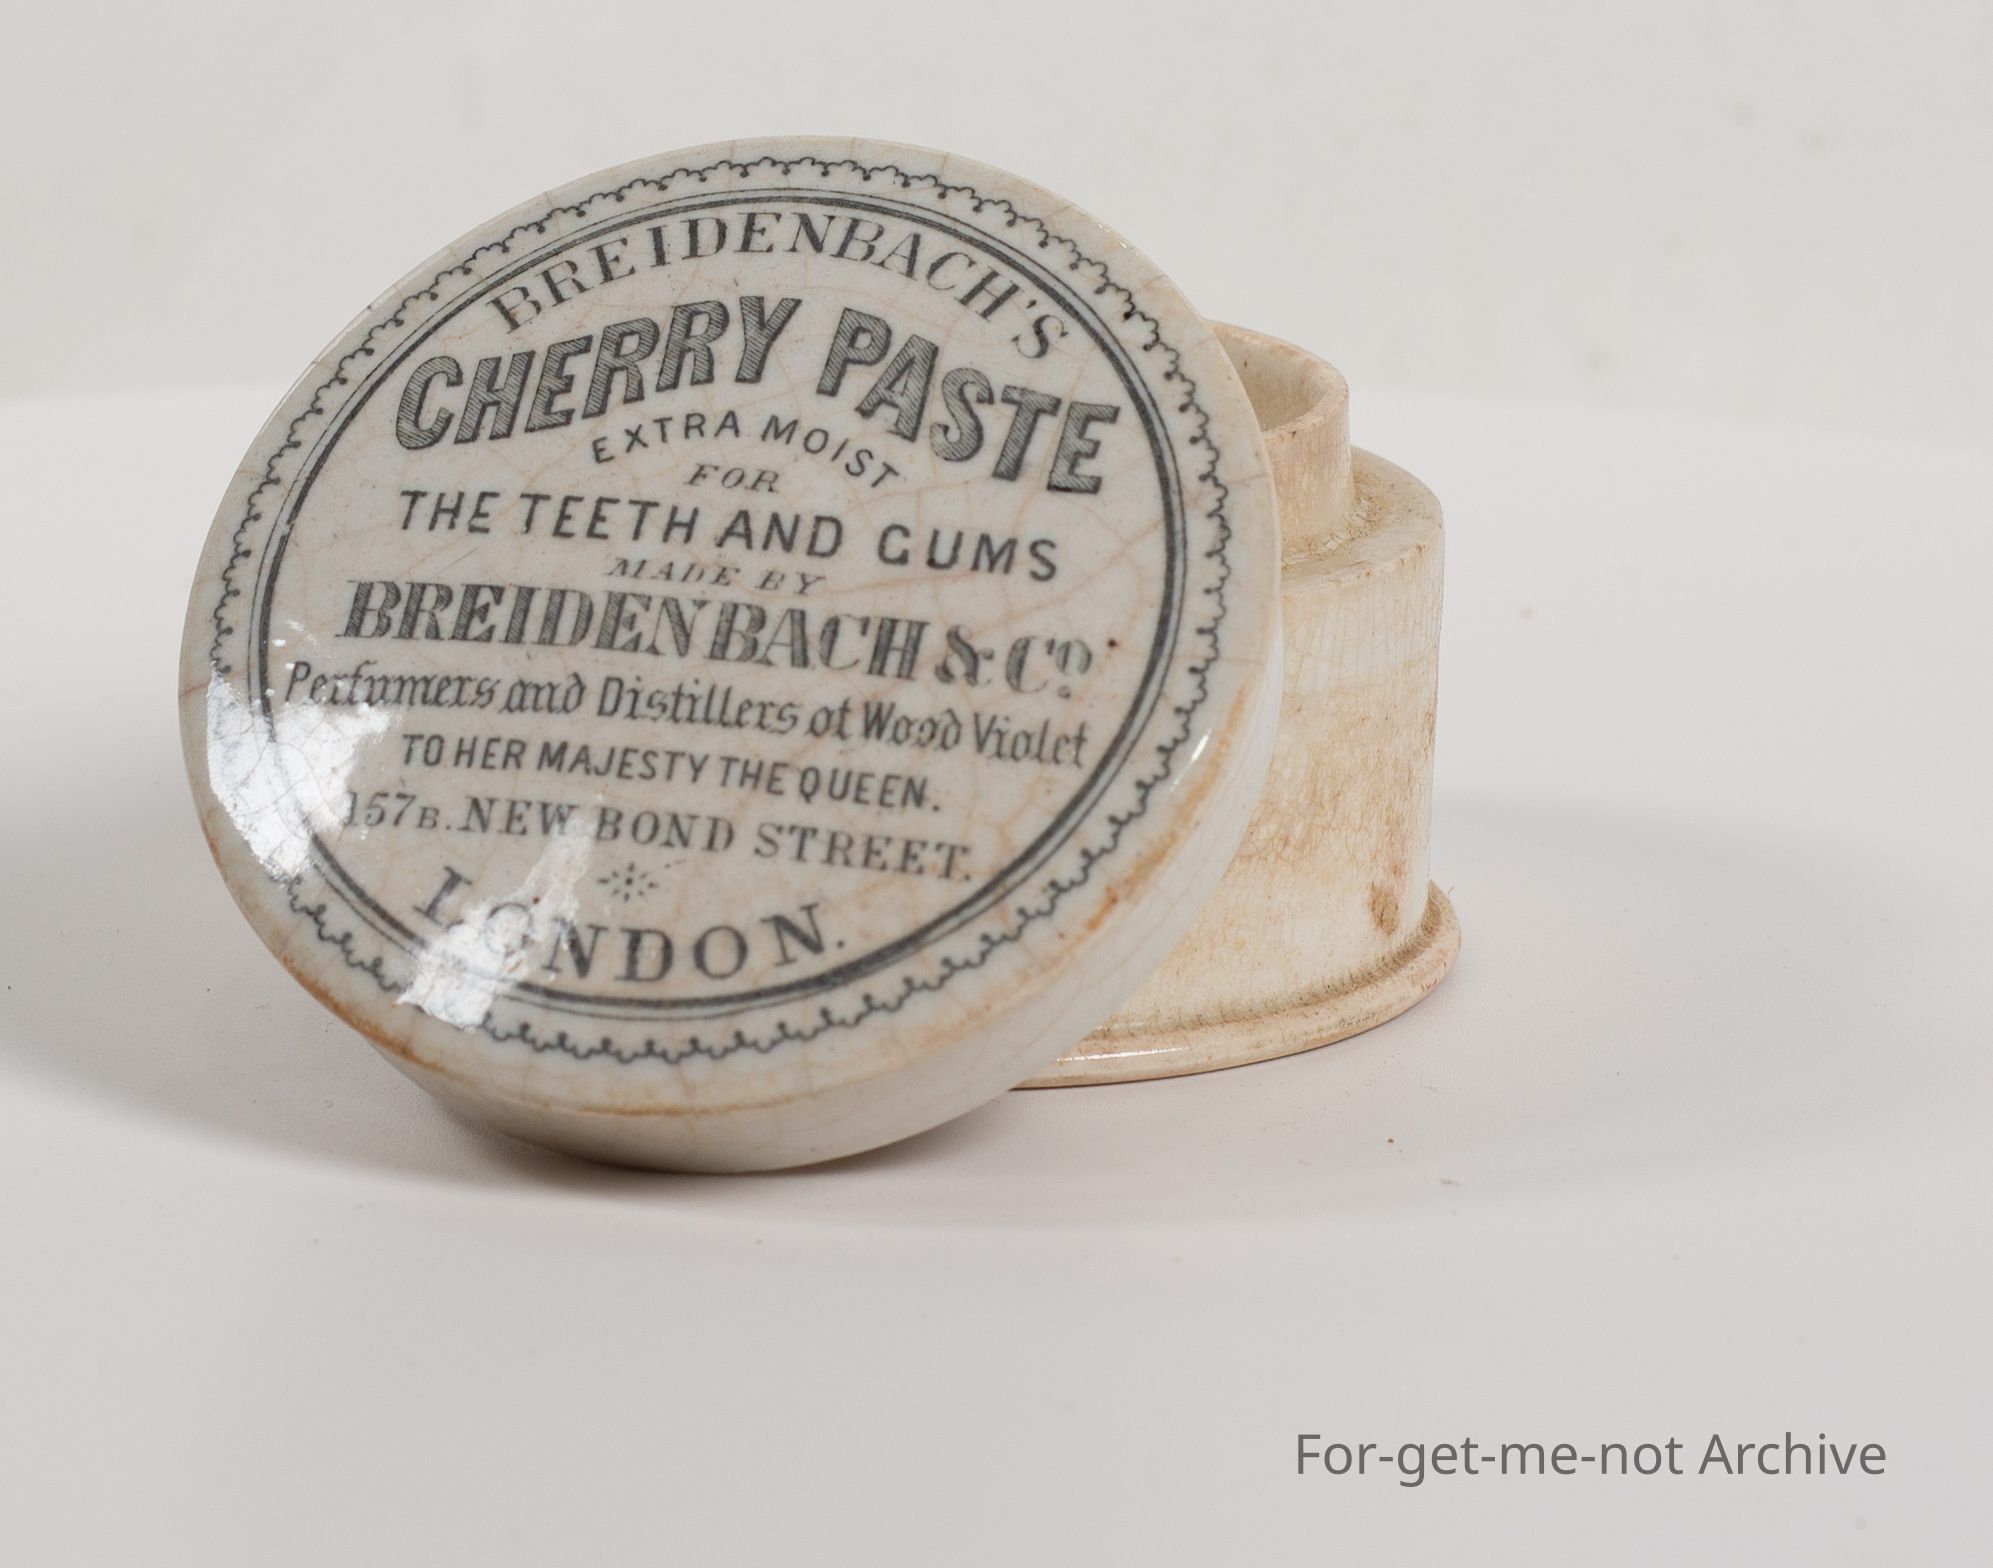 BREIDENBACH'S
CHERRY PASTE
EXTRA MOIST
FOR
THE TEETH AND GUMS
MADE BY
BREIDENBACH & Co.
Perfumers and Distillers of Wood Violet
TO HER MAJESTY THE QUEEN.
157B. NEW BOND STREET.
LONDON.
For-get-me-not Archive